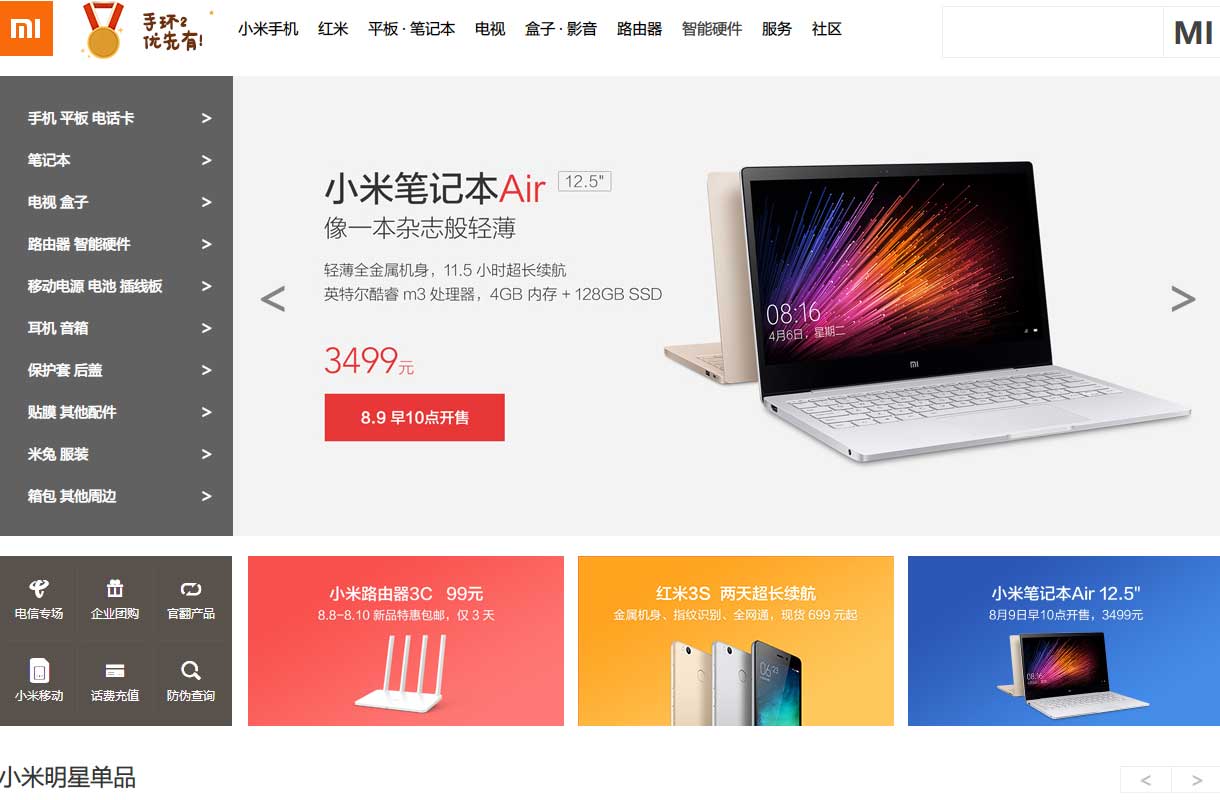 手环2
优先有!
小米手机 红米 平板·笔记本 电视 盒子·影音 路由器 智能硬件 服务 社区
MI
手机 平板 电话卡 >
笔记本 >
电视 盒子 >
路由器 智能硬件 >
移动电源 电池 插线板 >
耳机 音箱 >
保护套 后盖 >
贴膜 其他配件 >
米兔 服装 >
箱包 其他周边 >
<
小米笔记本Air 12.5"
像一本杂志般轻薄
轻薄全金属机身，11.5 小时超长续航
英特尔酷睿 m3 处理器，4GB 内存 + 128GB SSD
3499元
8.9 早10点开售
08:16
4月6日，星期二
>
电信专场 企业团购 官翻产品
小米移动 话费充值 防伪查询
小米路由器3C 99元
8.8-8.10 新品特惠包邮，仅 3 天
红米3S 两天超长续航
金属机身、指纹识别、全网通，现货 699 元起
06:23
小米笔记本Air 12.5"
8月9日早10点开售，3499元
小米明星单品
< >